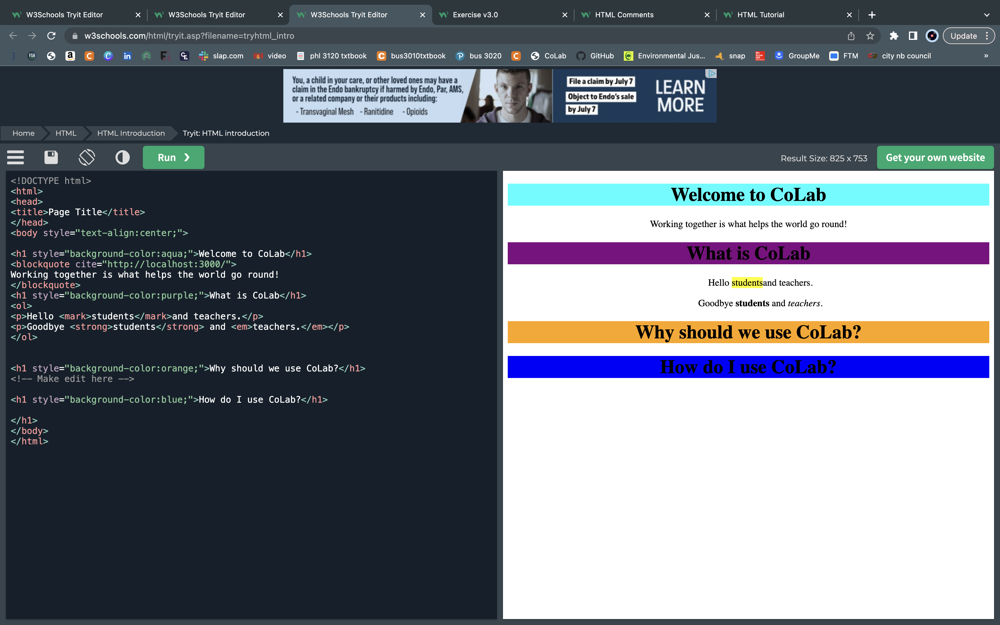 W3Schools Tryit Editor
W3Schools Tryit Editor
W3Schools Tryit Editor
Exercise v3.0
HTML Comments
HTML Tutorial
w3schools.com/html/tryit.asp?filename=tryhtml_intro
Update
FSA
slap.com
video
phl 3120 txtbook
bus3010txtbook
bus 3020
CoLab
GitHub
Environmental Jus...
snap
GroupMe
FTM
city nb council
»
You, a child in your care, or other loved ones may have a
claim in the Endo bankruptcy if harmed by Endo, Par, AMS,
or a related company or their products including:
- Transvaginal Mesh - Ranitidine - Opioids
File a claim by July 7
Object to Endo's sale
by July 7
LEARN
MORE
Home
HTML
HTML Introduction
Tryit: HTML introduction
Run ❯
Result Size: 825 x 753
Get your own website
<!DOCTYPE html>
<html>
<head>
<title>Page Title</title>
</head>
<body style="text-align:center;">
<h1 style="background-color:aqua;">Welcome to CoLab</h1>
<blockquote cite="http://localhost:3000/">
Working together is what helps the world go round!
</blockquote>
<h1 style="background-color:purple;">What is CoLab</h1>
<ol>
<p>Hello <mark>students</mark>and teachers.</p>
<p>Goodbye <strong>students</strong> and <em>teachers.</em></p>
</ol>
<h1 style="background-color:orange;">Why should we use CoLab?</h1>
<!-- Make edit here -->
<h1 style="background-color:blue;">How do I use CoLab?</h1>
</h1>
</body>
</html>
Welcome to CoLab
Working together is what helps the world go round!
What is CoLab
Hello studentsand teachers.
Goodbye students and teachers.
Why should we use CoLab?
How do I use CoLab?